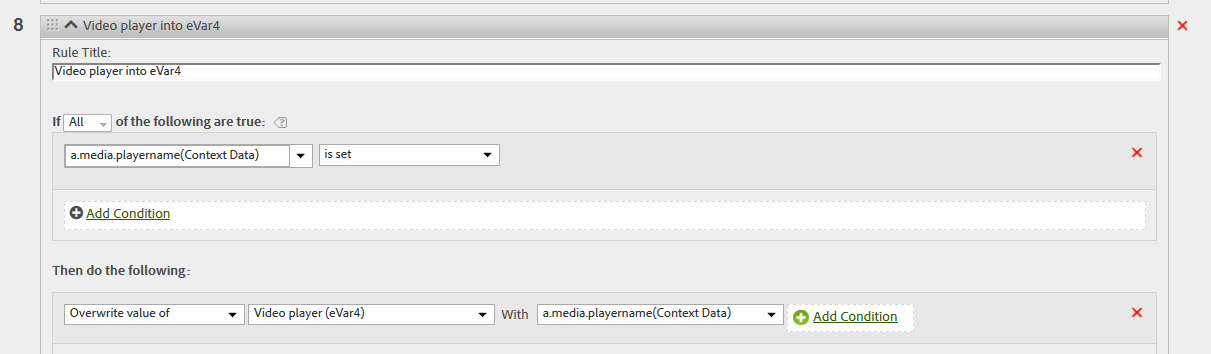 8
Video player into eVar4
Rule Title:
Video player into eVar4
If All of the following are true: ?
a.media.playername(Context Data) is set
Add Condition
Then do the following:
Overwrite value of Video player (eVar4) With a.media.playername(Context Data) Add Condition